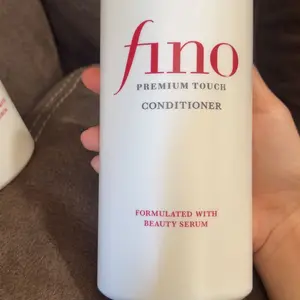 fino
PREMIUM TOUCH
CONDITIONER
FORMULATED WITH
BEAUTY SERUM